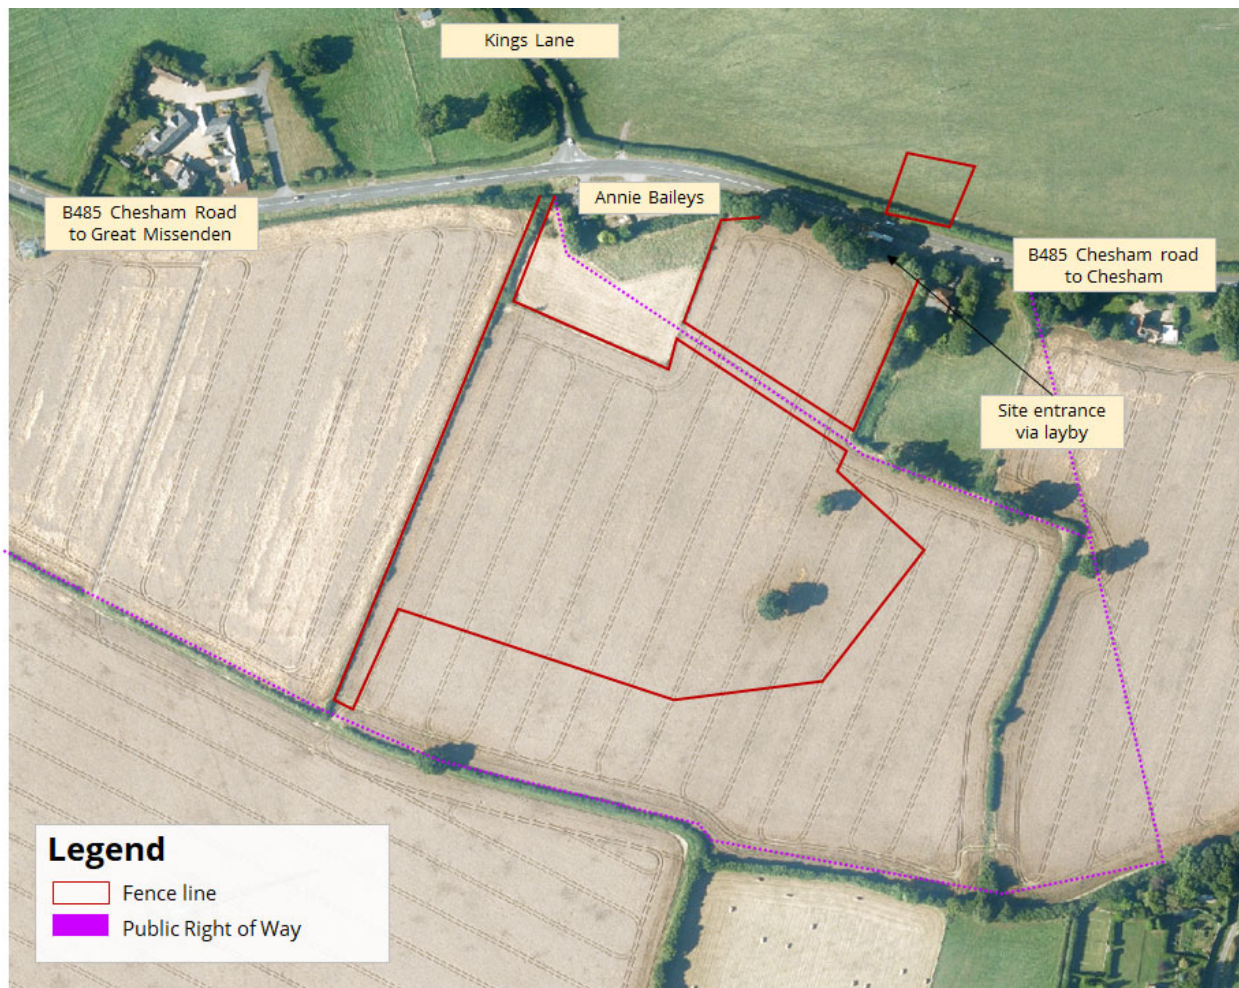 Kings Lane
Annie Baileys
B485 Chesham Road
to Great Missenden
B485 Chesham road
to Chesham
Site entrance
via layby
Legend
Fence line
Public Right of Way